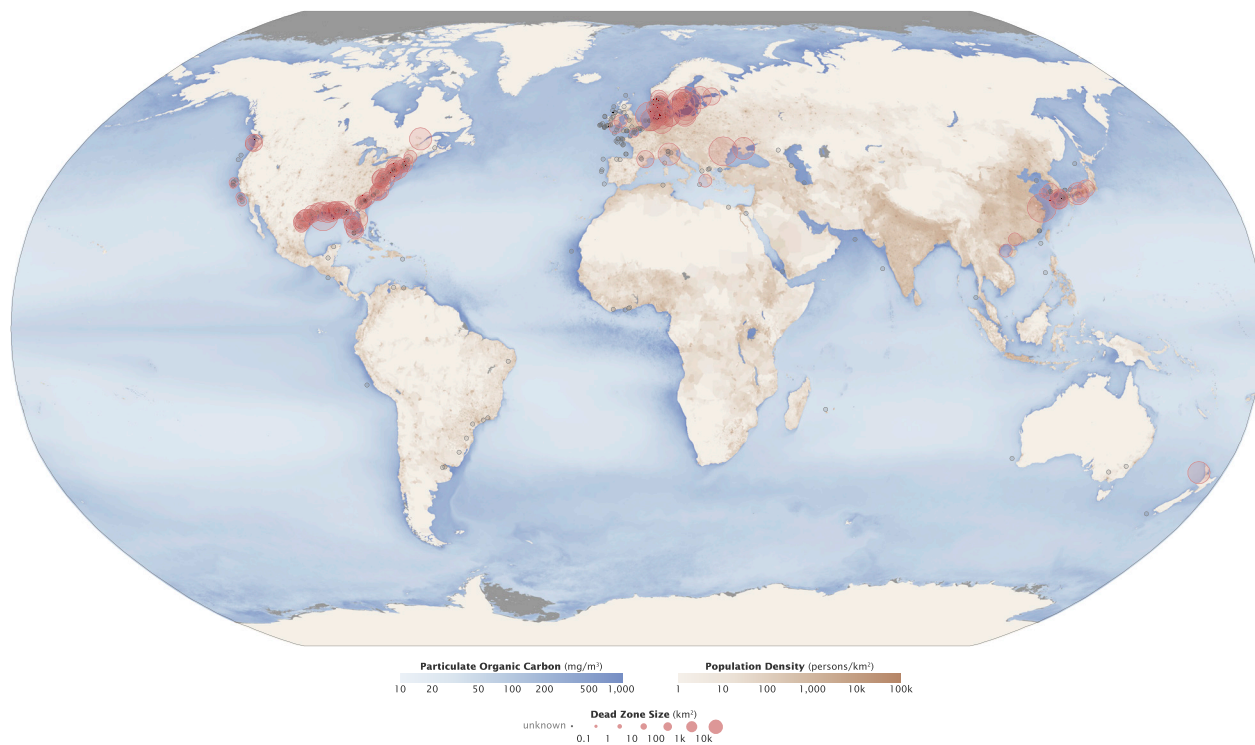 Particulate Organic Carbon (mg/m³)
10 20 50 100 200 500 1,000
Population Density (persons/km²)
1 10 100 1,000 10k 100k
Dead Zone Size (km²)
unknown
0.1 1 10 100 1k 10k